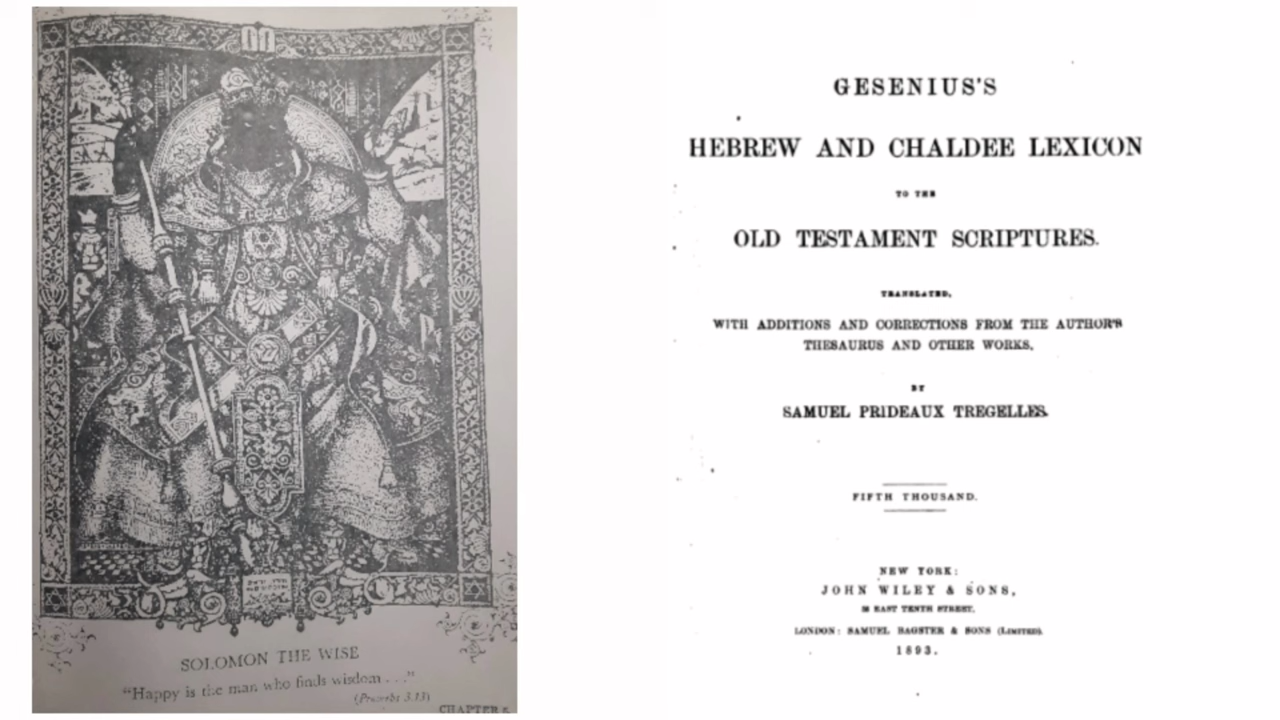 SOLOMON THE WISE
"Happy is the man who finds wisdom . . ."
(Proverbs 3.13)
CHAPTER
GESENIUS'S
HEBREW AND CHALDEE LEXICON
TO THE
OLD TESTAMENT SCRIPTURES.
TRANSLATED,
WITH ADDITIONS AND CORRECTIONS FROM THE AUTHOR'S
THESAURUS AND OTHER WORKS,
BY
SAMUEL PRIDEAUX TREGELLES.
FIFTH THOUSAND.
NEW YORK:
JOHN WILEY & SONS,
EAST TENTH STREET.
LONDON: SAMUEL BAGSTER & SONS (LIMITED).
1893.